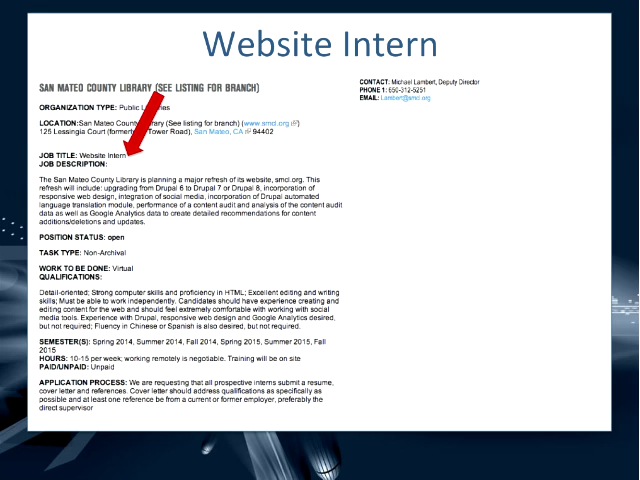 Website Intern
SAN MATEO COUNTY LIBRARY (SEE LISTING FOR BRANCH)
ORGANIZATION TYPE: Public
LOCATION:San Mateo County (See listing for branch) (www.smcl.org)
125 Lessingia Court Tower Road), San Mateo, CA 94402
JOB TITLE: Website Intern
JOB DESCRIPTION:
The San Mateo County Library is planning a major refresh of its website, smcl.org. This
refresh will include: upgrading from Drupal 6 to Drupal 7 or Drupal 8, incorporation of
responsive web design, integration of social media, incorporation of Drupal automated
language translation module, performance of a content audit and analysis of the content audit
data as well as Google Analytics data to create detailed recommendations for content
additions/deletions and updates.
POSITION STATUS: open
TASK TYPE: Non-Archival
WORK TO BE DONE: Virtual
QUALIFICATIONS:
Detail-oriented; Strong computer skills and proficiency in HTML; Excellent editing and writing
skills; Must be able to work independently. Candidates should have experience creating and
editing content for the web and should feel extremely comfortable with working with social
media tools. Experience with Drupal, responsive web design and Google Analytics desired,
but not required; Fluency in Chinese or Spanish is also desired, but not required.
SEMESTER(S): Spring 2014, Summer 2014, Fall 2014, Spring 2015, Summer 2015, Fall
2015
HOURS: 10-15 per week; working remotely is negotiable. Training will be on site
PAID/UNPAID: Unpaid
APPLICATION PROCESS: We are requesting that all prospective interns submit a resume,
cover letter and references. Cover letter should address qualifications as specifically as
possible and at least one reference be from a current or former employer, preferably the
direct supervisor
CONTACT: Michael Lambert, Deputy Director
PHONE 1: 650-312-5251
EMAIL: Lambert@smcl.org